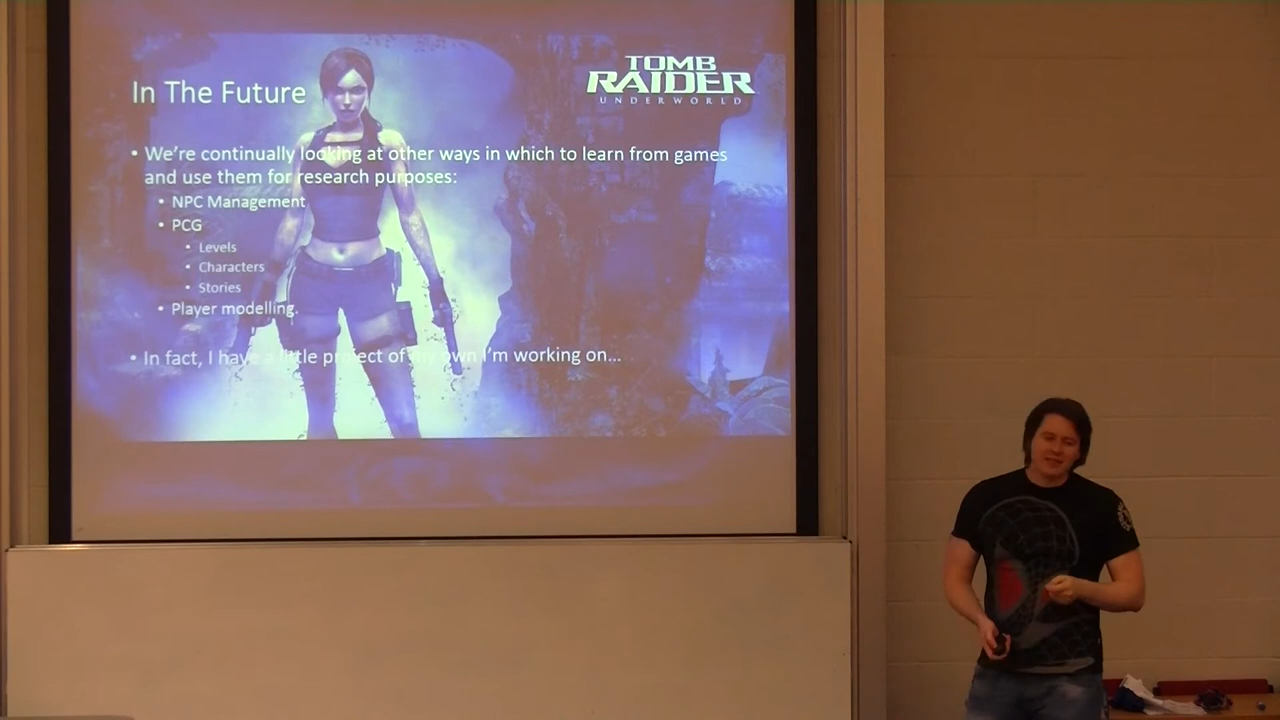 TOMB
RAIDER
UNDERWORLD
In The Future
• We're continually looking at other ways in which to learn from games
and use them for research purposes:
• NPC Management
• PCG
• Levels
• Characters
• Stories
• Player modelling.
• In fact, I have a little project of my own I'm working on...